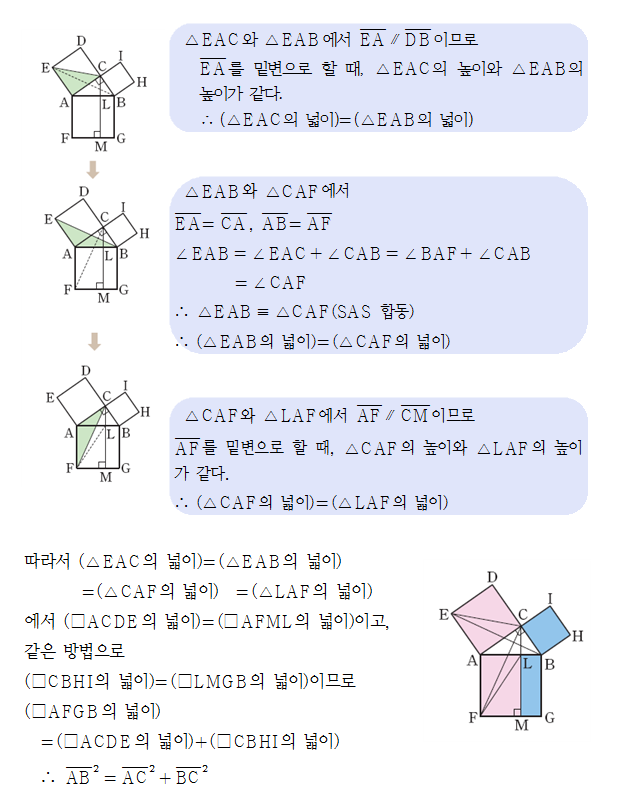 △EAC와 △EAB에서 EA∥DB이므로
EA를 밑변으로 할 때, △EAC의 높이와 △EAB의
높이가 같다.
∴ (△EAC의 넓이)=(△EAB의 넓이)
D
I
E
C
H
A
L
B
F
G
M
△EAB와 △CAF에서
EA=CA, AB=AF
∠EAB=∠EAC+∠CAB=∠BAF+∠CAB
=∠CAF
∴ △EAB≡△CAF(SAS 합동)
∴ (△EAB의 넓이)=(△CAF의 넓이)
D
I
E
C
H
A
L
B
F
G
M
△CAF와 △LAF에서 AF∥CM이므로
AF를 밑변으로 할 때, △CAF의 높이와 △LAF의 높이
가 같다.
∴ (△CAF의 넓이)=(△LAF의 넓이)
D
I
E
C
H
A
L
B
F
G
M
따라서 (△EAC의 넓이)=(△EAB의 넓이)
=(△CAF의 넓이) =(△LAF의 넓이)
에서 (□ACDE의 넓이)=(□AFML의 넓이)이고,
같은 방법으로
(□CBHI의 넓이)=(□LMGB의 넓이)이므로
(□AFGB의 넓이)
=(□ACDE의 넓이)+(□CBHI의 넓이)
∴ AB²=AC²+BC²
D
I
E
C
H
A
L
B
F
M
G